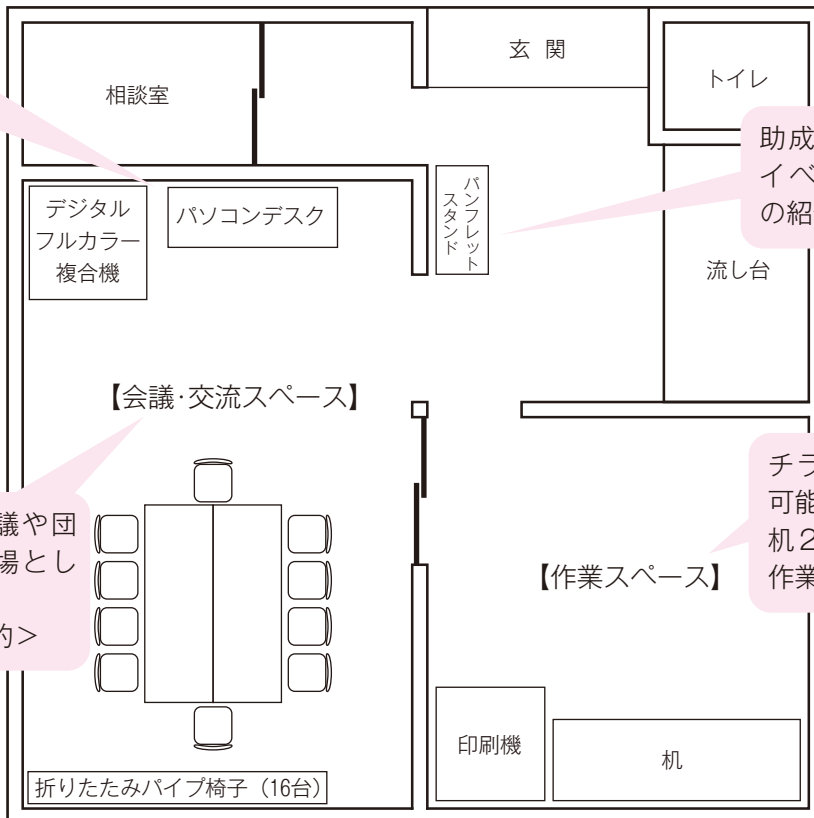 玄 関
相談室
トイレ
助成
イベ
の紹
パンフレット
スタンド
デジタル
フルカラー
複合機
パソコンデスク
流し台
【会議・交流スペース】
議や団
場とし
約＞
チラ
可能
机２
作業
【作業スペース】
印刷機
机
折りたたみパイプ椅子（16台）